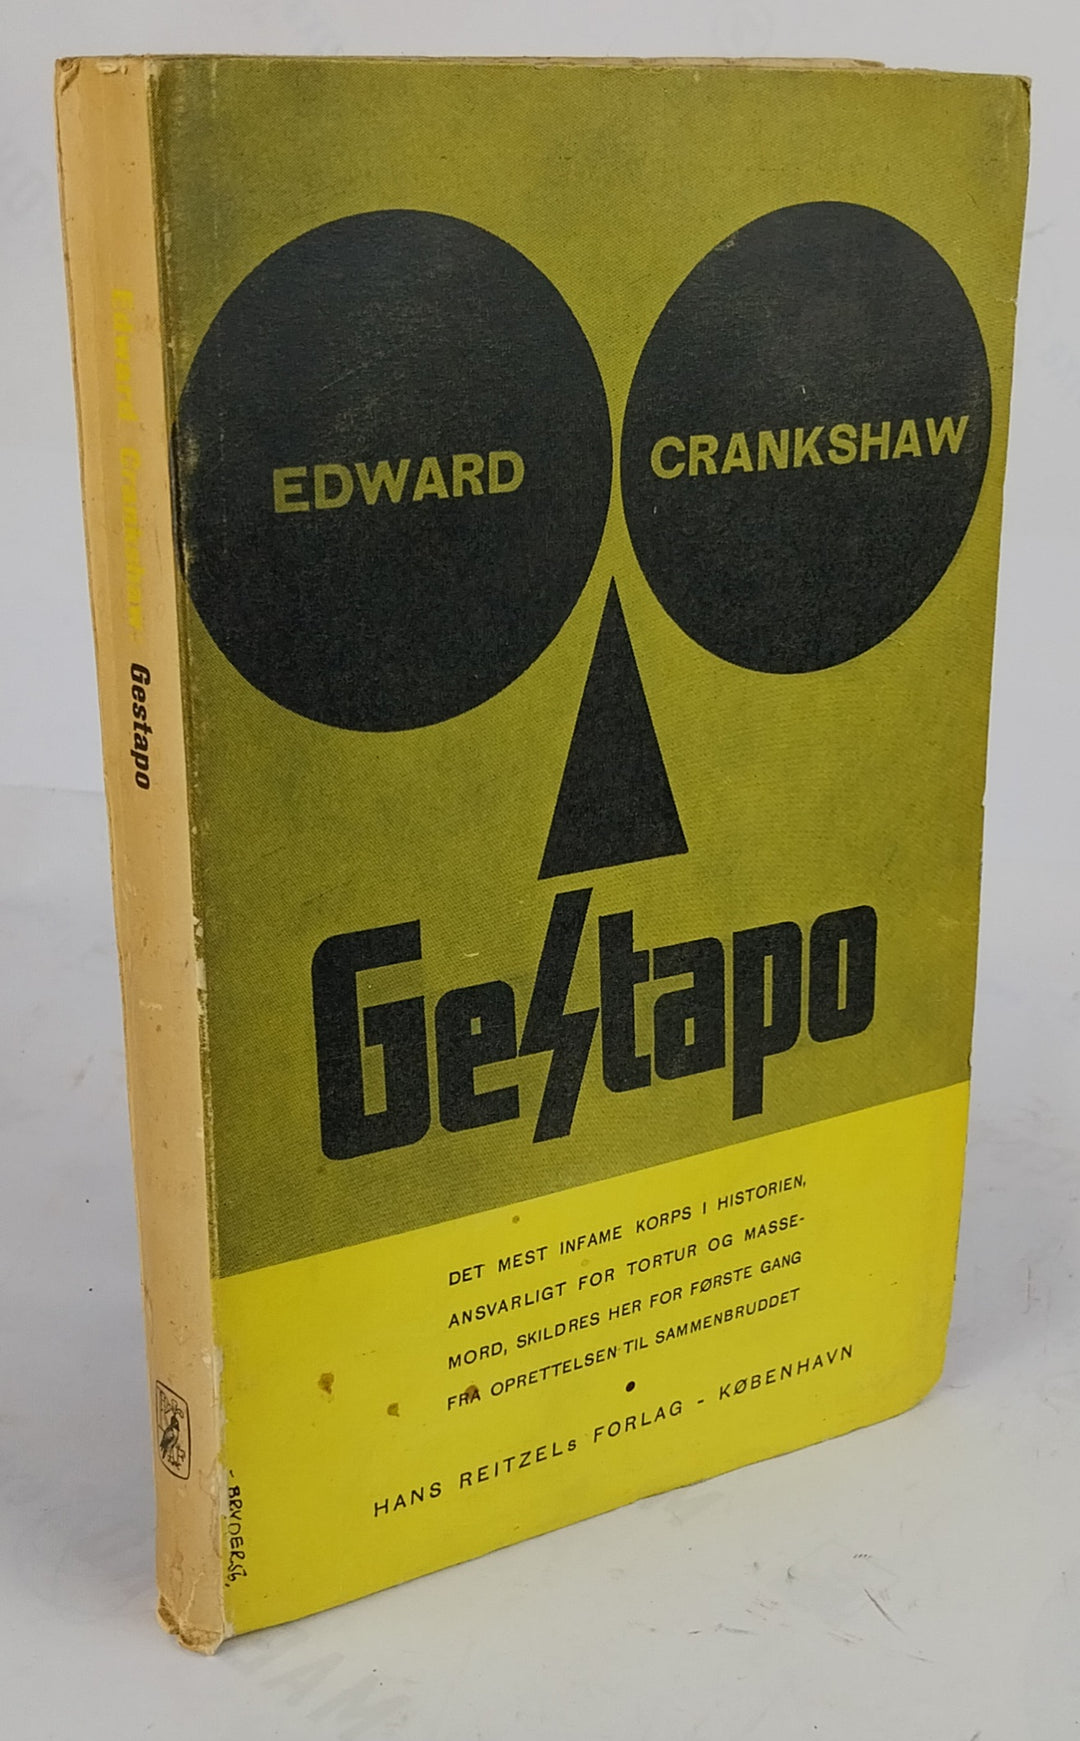 EDWARD CRANKSHAW
Gestapo
DET MEST INFAME KORPS I HISTORIEN,
ANSVARLIGT FOR TORTUR OG MASSE-
MORD, SKILDRES HER FOR FØRSTE GANG
FRA OPRETTELSEN TIL SAMMENBRUDDET
HANS REITZELs FORLAG - KØBENHAVN
Edward Crankshaw: Gestapo